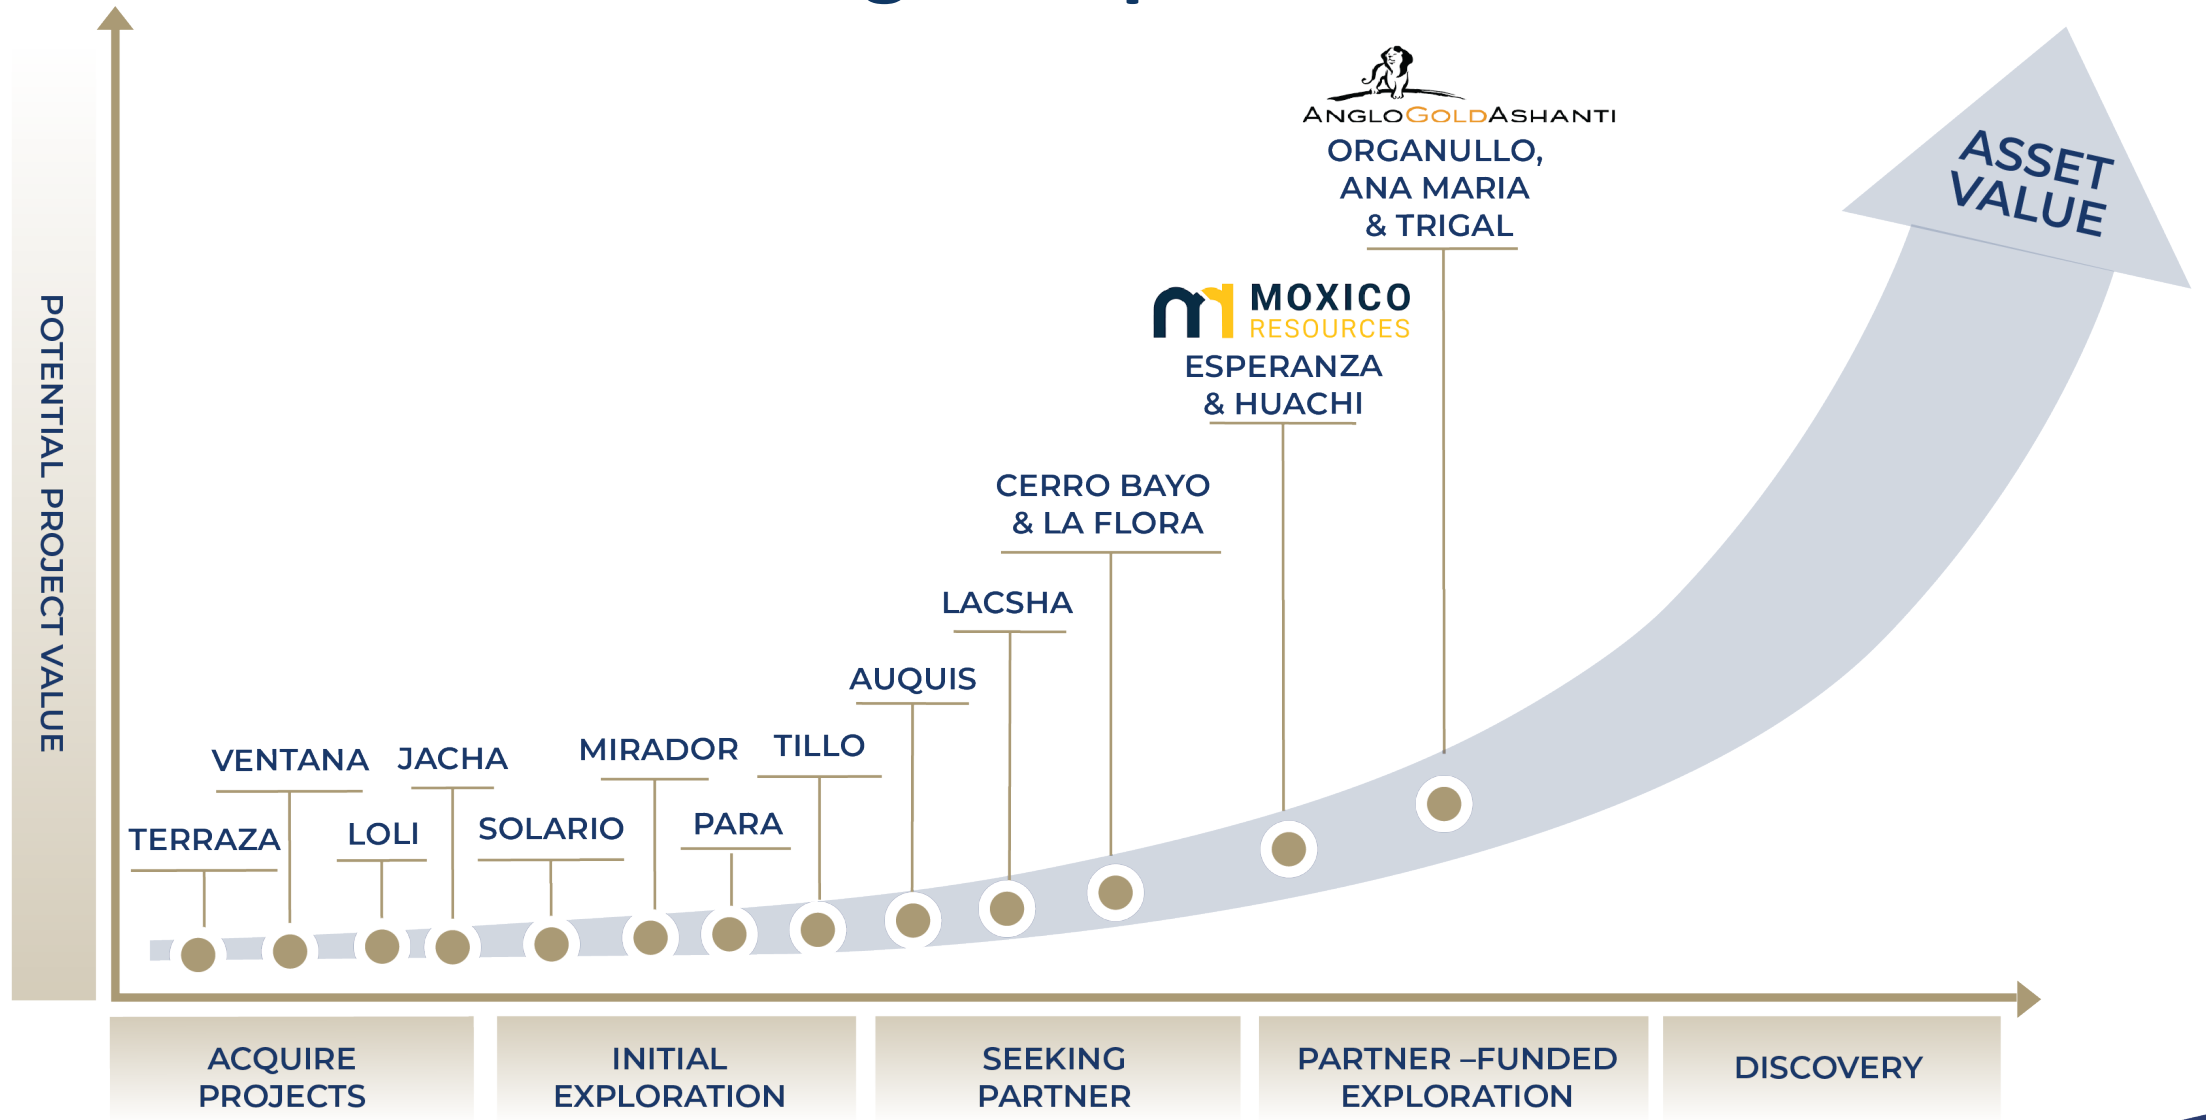 ANGLOGOLDASHANTI
ORGANULLO,
ANA MARIA
& TRIGAL
ASSET
VALUE
MOXICO
RESOURCES
ESPERANZA
& HUACHI
CERRO BAYO
& LA FLORA
LACSHA
AUQUIS
TILLO
MIRADOR
PARA
SOLARIO
JACHA
LOLI
VENTANA
TERRAZA
POTENTIAL PROJECT VALUE
ACQUIRE
PROJECTS
INITIAL
EXPLORATION
SEEKING
PARTNER
PARTNER –FUNDED
EXPLORATION
DISCOVERY